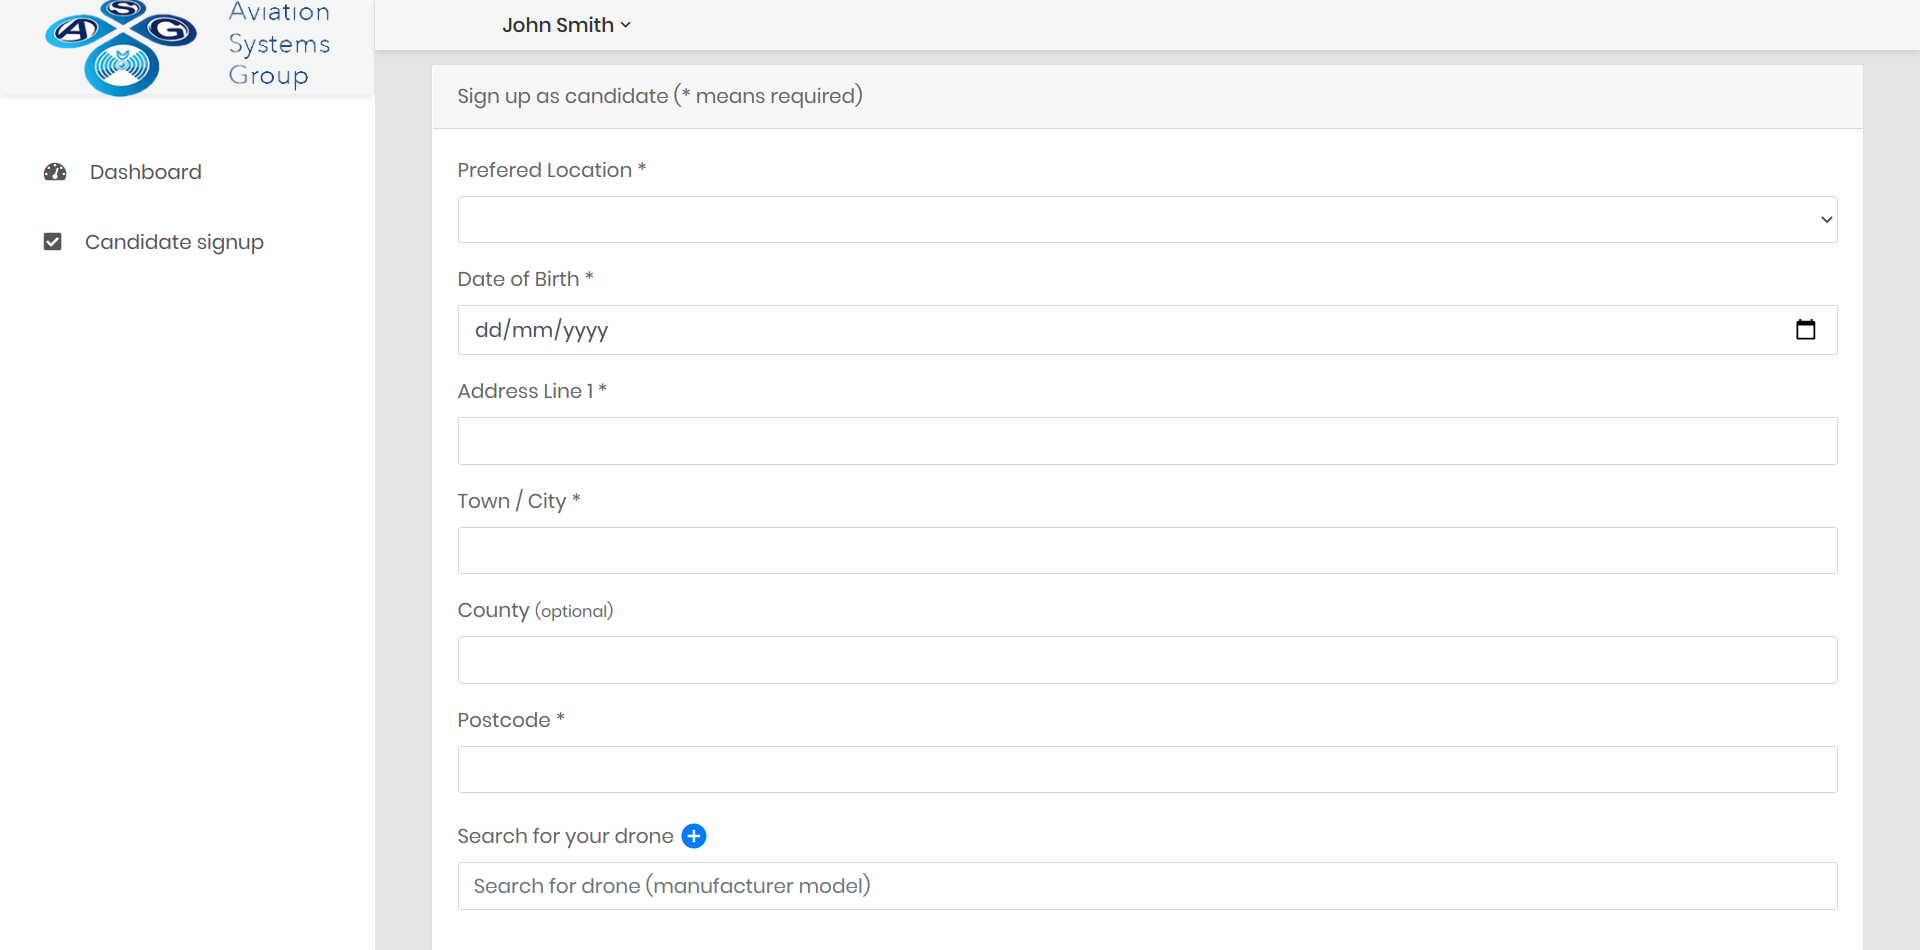 ASG
Aviation
Systems
Group
John Smith
Dashboard
Candidate signup
Sign up as candidate (* means required)
Prefered Location *
Date of Birth *
dd/mm/yyyy
Address Line 1 *
Town / City *
County (optional)
Postcode *
Search for your drone
Search for drone (manufacturer model)